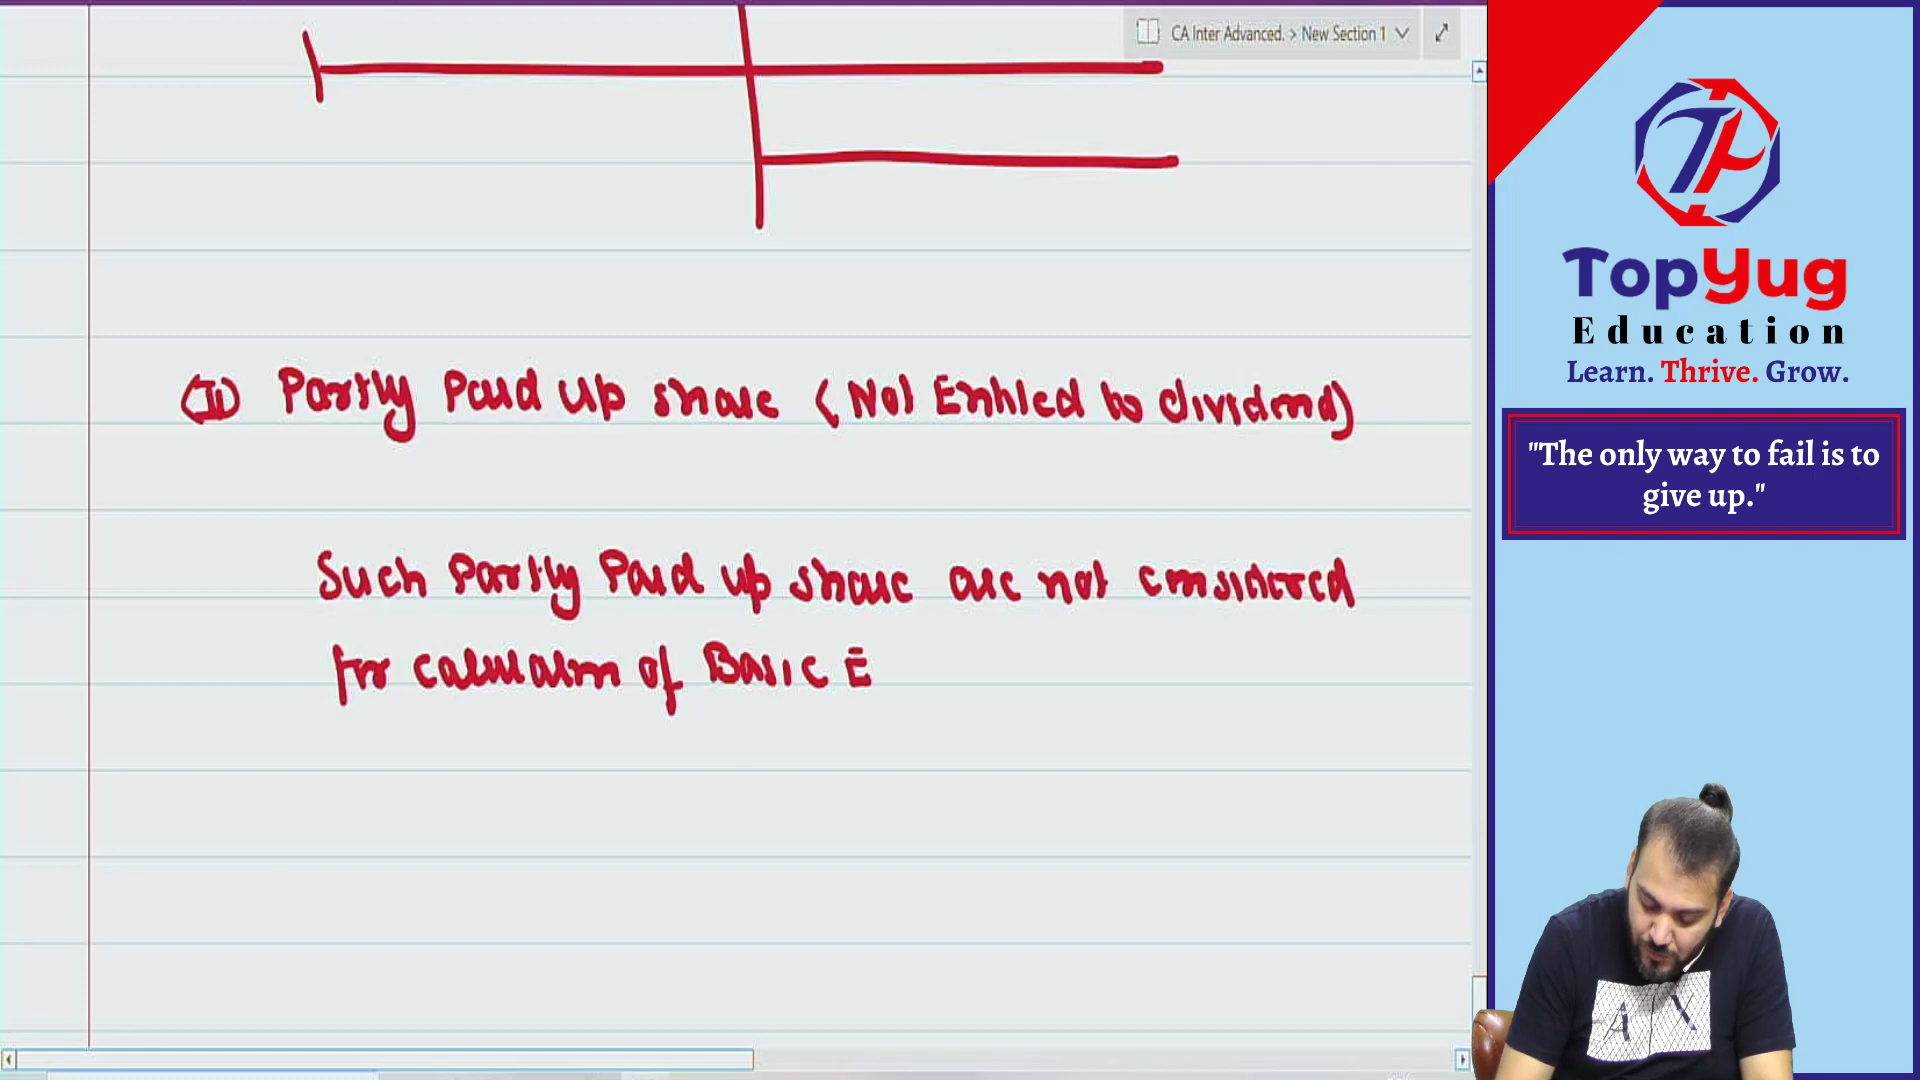 CA Inter Advanced. > New Section 1
TopYug
Education
Learn. Thrive. Grow.
"The only way to fail is to
give up."
(II) Partly Paid up share (Not Entitled to dividend)
Such Partly Paid up share are not considered
for calculation of Basic E
AX